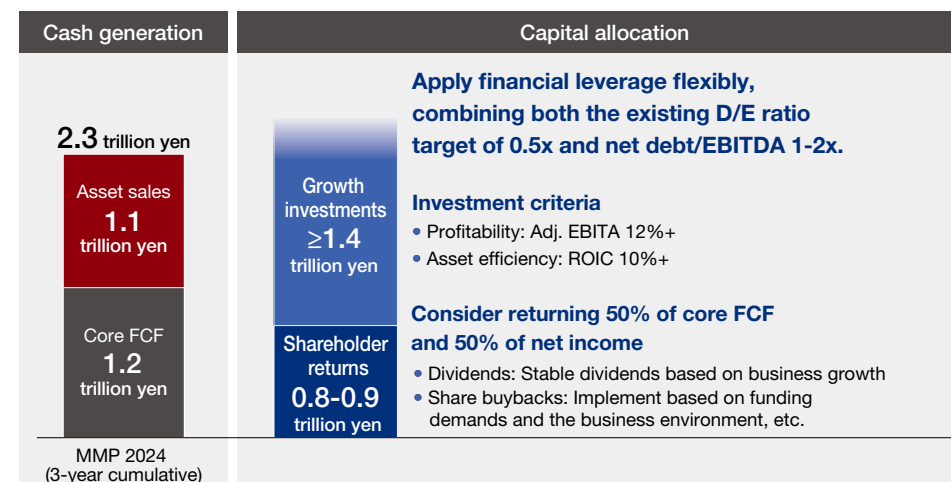 Cash generation
Capital allocation
2.3 trillion yen
Asset sales
1.1
trillion yen
Core FCF
1.2
trillion yen
MMP 2024
(3-year cumulative)
Growth
investments
≥1.4
trillion yen
Shareholder
returns
0.8-0.9
trillion yen
Apply financial leverage flexibly,
combining both the existing D/E ratio
target of 0.5x and net debt/EBITDA 1-2x.
Investment criteria
• Profitability: Adj. EBITA 12%+
• Asset efficiency: ROIC 10%+
Consider returning 50% of core FCF
and 50% of net income
• Dividends: Stable dividends based on business growth
• Share buybacks: Implement based on funding
demands and the business environment, etc.